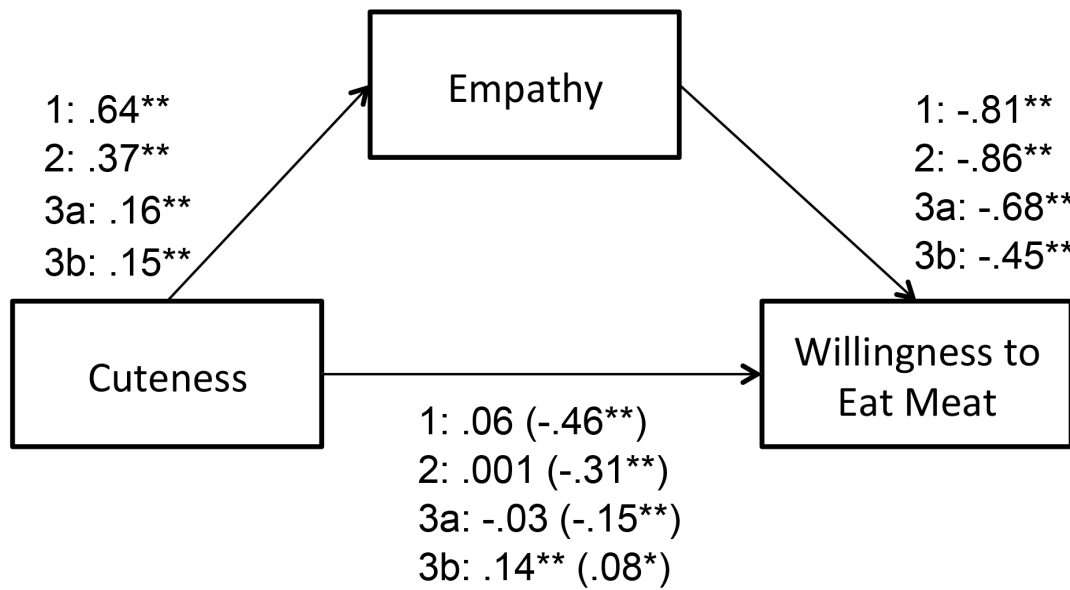 Empathy
1: .64**
2: .37**
3a: .16**
3b: .15**
1: -.81**
2: -.86**
3a: -.68**
3b: -.45**
Cuteness
Willingness to
Eat Meat
1: .06 (-.46**)
2: .001 (-.31**)
3a: -.03 (-.15**)
3b: .14** (.08*)